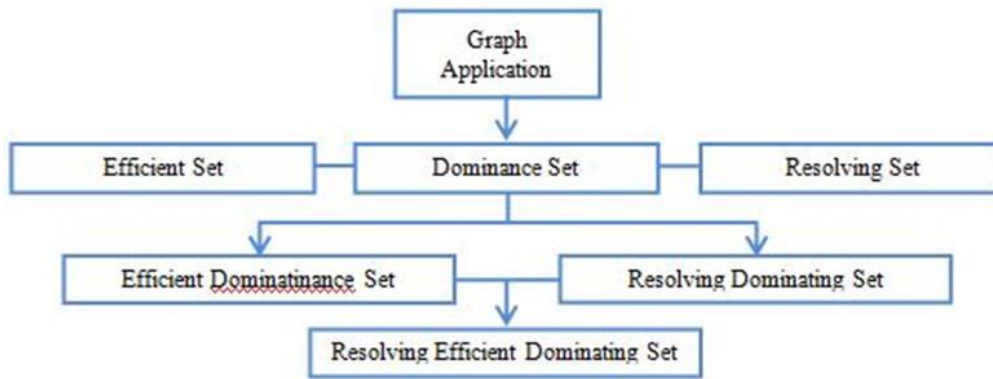 Graph
Application
Efficient Set
Dominance Set
Resolving Set
Efficient Dominatinance Set
Resolving Dominating Set
Resolving Efficient Dominating Set